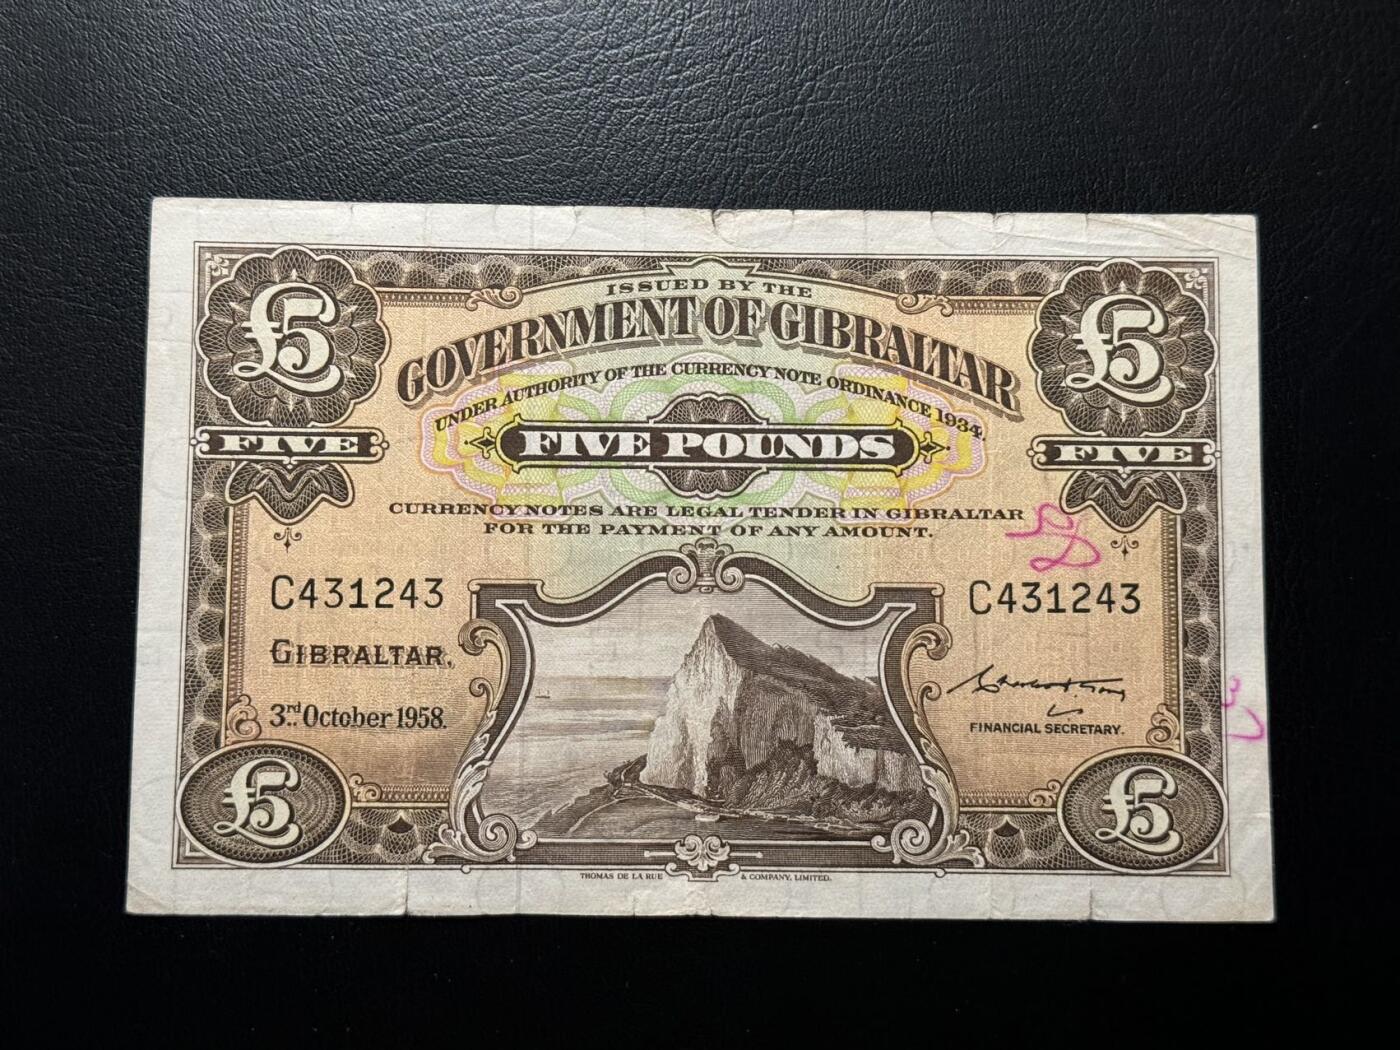 £5
£5
ISSUED BY THE
GOVERNMENT OF GIBRALTAR
UNDER AUTHORITY OF THE CURRENCY NOTE ORDINANCE 1934.
FIVE
FIVE POUNDS
FIVE
CURRENCY NOTES ARE LEGAL TENDER IN GIBRALTAR
FOR THE PAYMENT OF ANY AMOUNT.
C431243
C431243
GIBRALTAR,
3rd October 1958.
FINANCIAL SECRETARY.
£5
£5
THOMAS DE LA RUE & COMPANY, LIMITED.